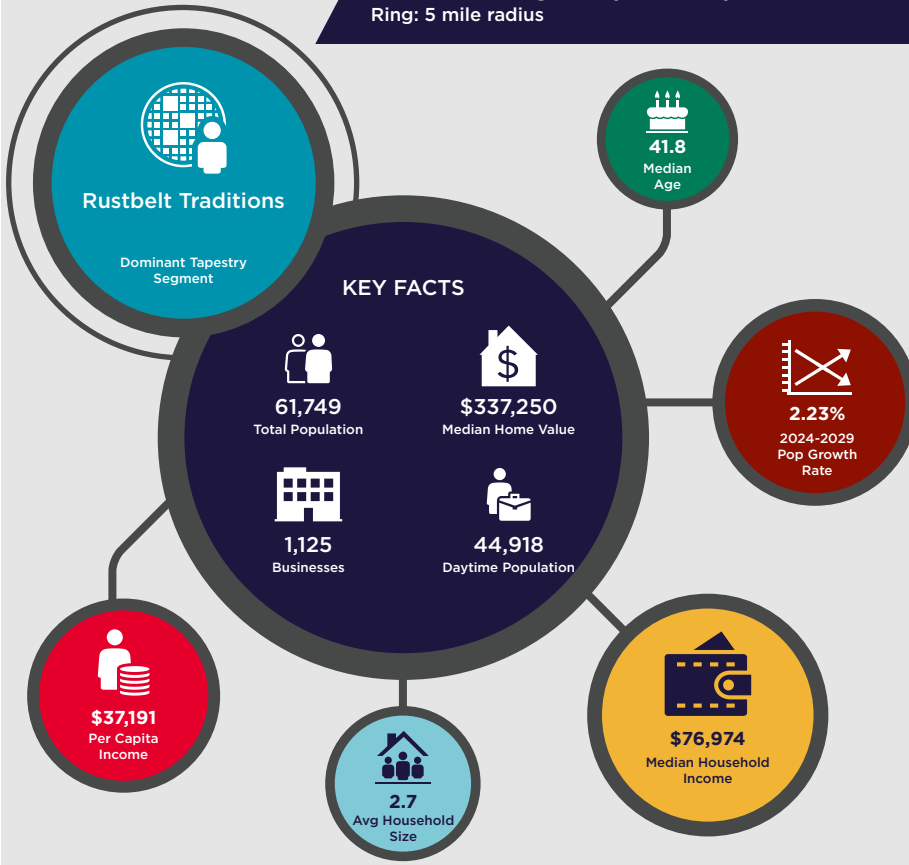 Ring: 5 mile radius
Rustbelt Traditions
Dominant Tapestry
Segment
41.8
Median
Age
KEY FACTS
61,749
Total Population
$337,250
Median Home Value
1,125
Businesses
44,918
Daytime Population
2.23%
2024-2029
Pop Growth
Rate
$37,191
Per Capita
Income
2.7
Avg Household
Size
$76,974
Median Household
Income